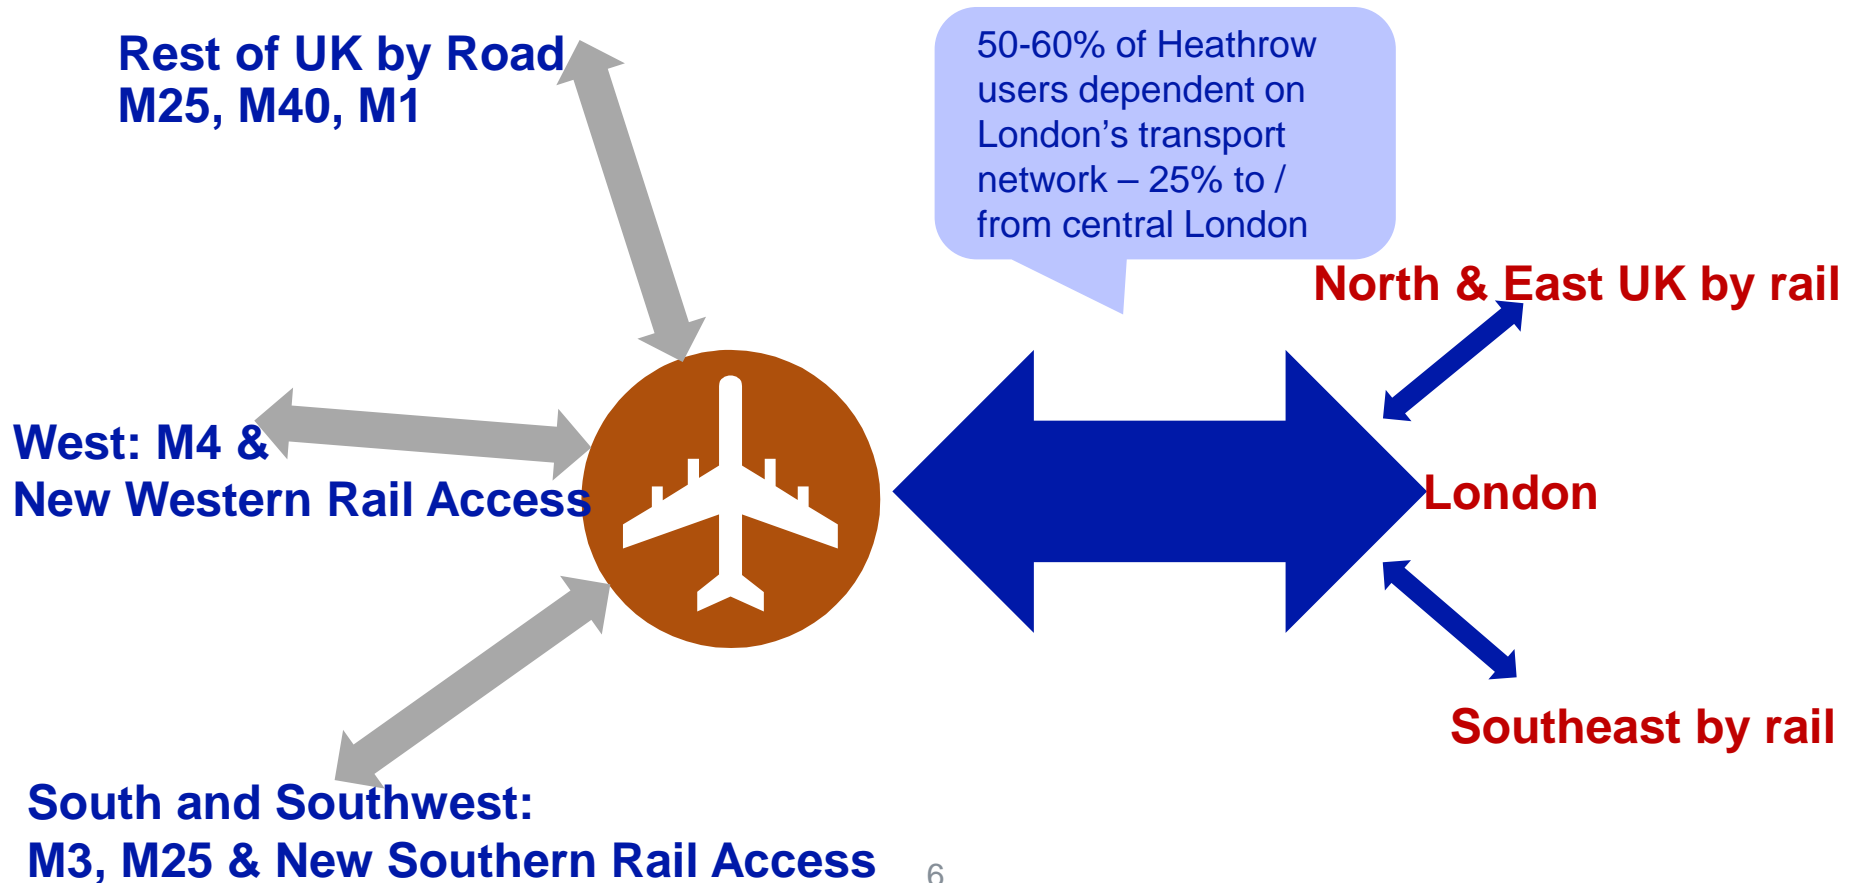 Rest of UK by Road
M25, M40, M1
50-60% of Heathrow
users dependent on
London’s transport
network – 25% to /
from central London
North & East UK by rail
West: M4 &
New Western Rail Access
London
Southeast by rail
South and Southwest:
M3, M25 & New Southern Rail Access
6